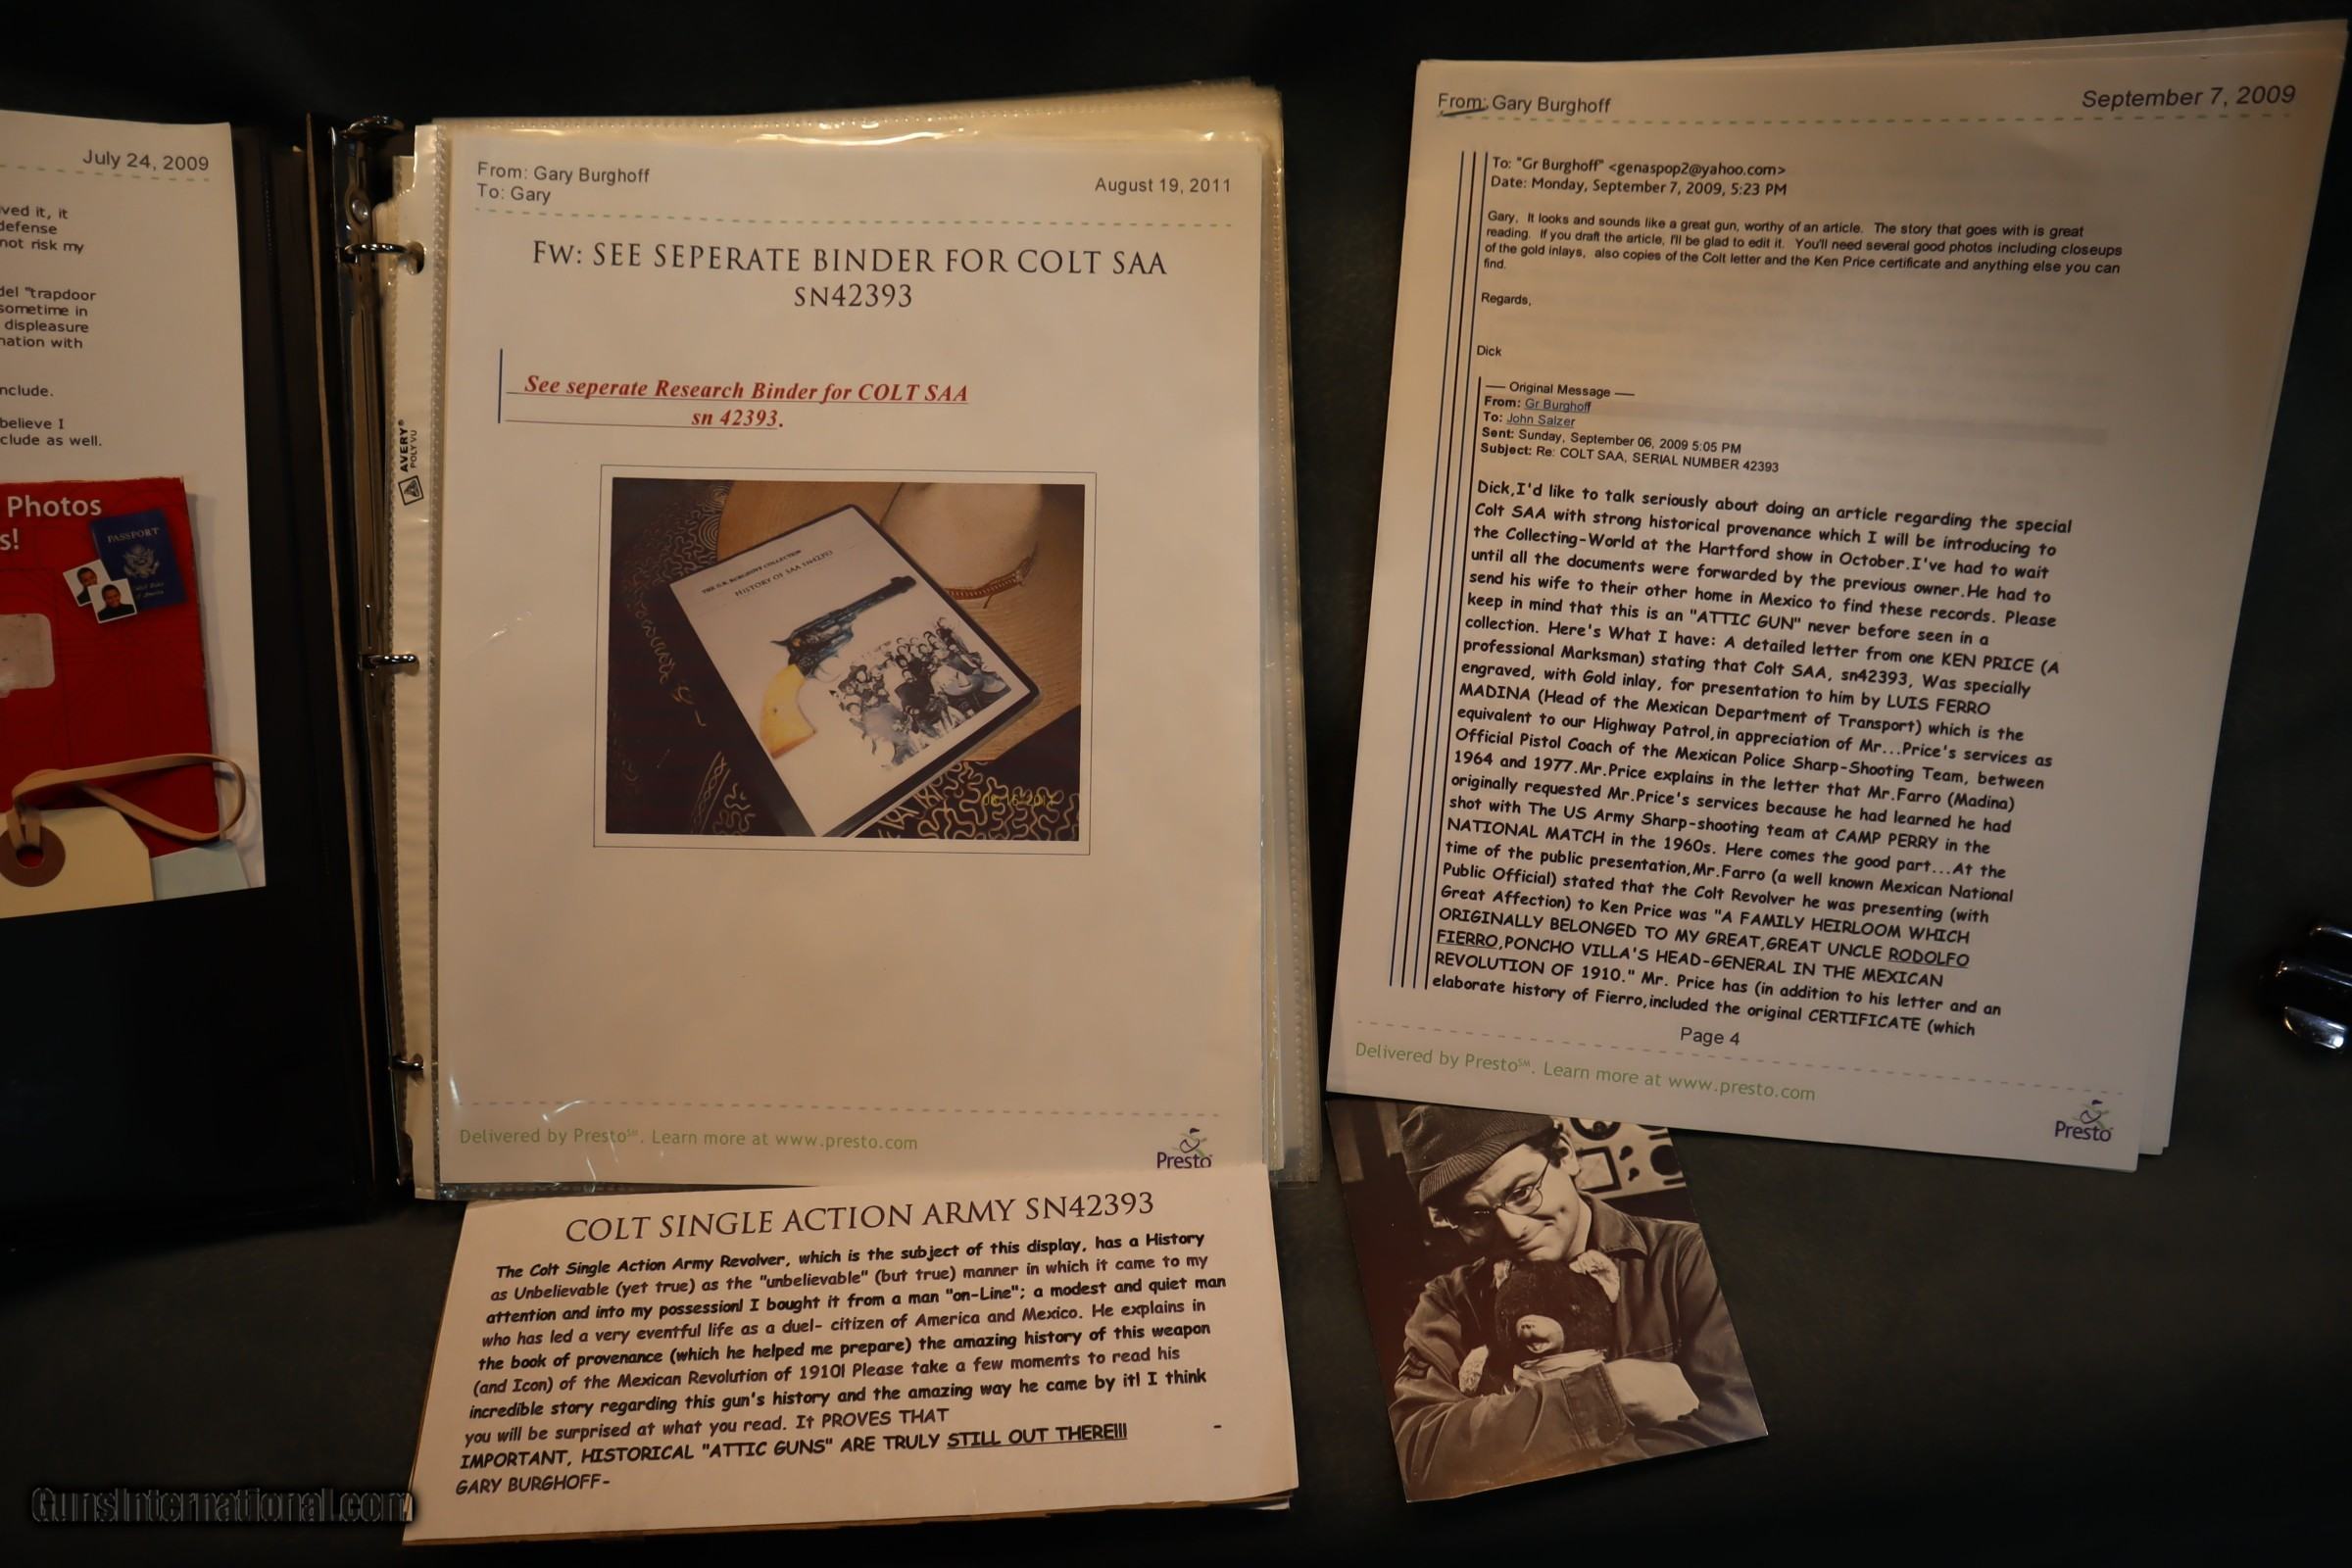 July 24, 2009
ved it, it
defense
not risk my
del "trapdoor
sometime in
displeasure
nation with
nclude.
believe I
clude as well.
Photos
s!
PASSPORT
AVERY®
POLY VU
From: Gary Burghoff
To: Gary
August 19, 2011
Fw: SEE SEPERATE BINDER FOR COLT SAA
SN42393
See seperate Research Binder for COLT SAA
sn 42393.
THE G.R. BURGHOFF COLLECTION
HISTORY OF SAA SN42393
Delivered by Presto℠. Learn more at www.presto.com
Presto
COLT SINGLE ACTION ARMY SN42393
The Colt Single Action Army Revolver, which is the subject of this display, has a History
as Unbelievable (yet true) as the "unbelievable" (but true) manner in which it came to my
attention and into my possession! I bought it from a man "on-Line"; a modest and quiet man
who has led a very eventful life as a duel- citizen of America and Mexico. He explains in
the book of provenance (which he helped me prepare) the amazing history of this weapon
(and Icon) of the Mexican Revolution of 1910! Please take a few moments to read his
incredible story regarding this gun's history and the amazing way he came by it! I think
you will be surprised at what you read. It PROVES THAT
IMPORTANT, HISTORICAL "ATTIC GUNS" ARE TRULY STILL OUT THERE!!!
-
GARY BURGHOFF-
From: Gary Burghoff
September 7, 2009
To: "Gr Burghoff" <genaspop2@yahoo.com>
Date: Monday, September 7, 2009, 5:23 PM
Gary, It looks and sounds like a great gun, worthy of an article. The story that goes with is great
reading. If you draft the article, I'll be glad to edit it. You'll need several good photos including closeups
of the gold inlays, also copies of the Colt letter and the Ken Price certificate and anything else you can
find.
Regards,
Dick
— Original Message —
From: Gr Burghoff
To: John Salzer
Sent: Sunday, September 06, 2009 5:05 PM
Subject: Re: COLT SAA, SERIAL NUMBER 42393
Dick,I'd like to talk seriously about doing an article regarding the special
Colt SAA with strong historical provenance which I will be introducing to
the Collecting-World at the Hartford show in October.I've had to wait
until all the documents were forwarded by the previous owner.He had to
send his wife to their other home in Mexico to find these records. Please
keep in mind that this is an "ATTIC GUN" never before seen in a
collection. Here's What I have: A detailed letter from one KEN PRICE (A
professional Marksman) stating that Colt SAA, sn42393, Was specially
engraved, with Gold inlay, for presentation to him by LUIS FERRO
MADINA (Head of the Mexican Department of Transport) which is the
equivalent to our Highway Patrol,in appreciation of Mr...Price's services as
Official Pistol Coach of the Mexican Police Sharp-Shooting Team, between
1964 and 1977.Mr.Price explains in the letter that Mr.Farro (Madina)
originally requested Mr.Price's services because he had learned he had
shot with The US Army Sharp-shooting team at CAMP PERRY in the
NATIONAL MATCH in the 1960s. Here comes the good part...At the
time of the public presentation,Mr.Farro (a well known Mexican National
Public Official) stated that the Colt Revolver he was presenting (with
Great Affection) to Ken Price was "A FAMILY HEIRLOOM WHICH
ORIGINALLY BELONGED TO MY GREAT,GREAT UNCLE RODOLFO
FIERRO,PONCHO VILLA'S HEAD-GENERAL IN THE MEXICAN
REVOLUTION OF 1910." Mr. Price has (in addition to his letter and an
elaborate history of Fierro,included the original CERTIFICATE (which
Page 4
Delivered by Presto℠. Learn more at www.presto.com
Presto
GunsInternational.com